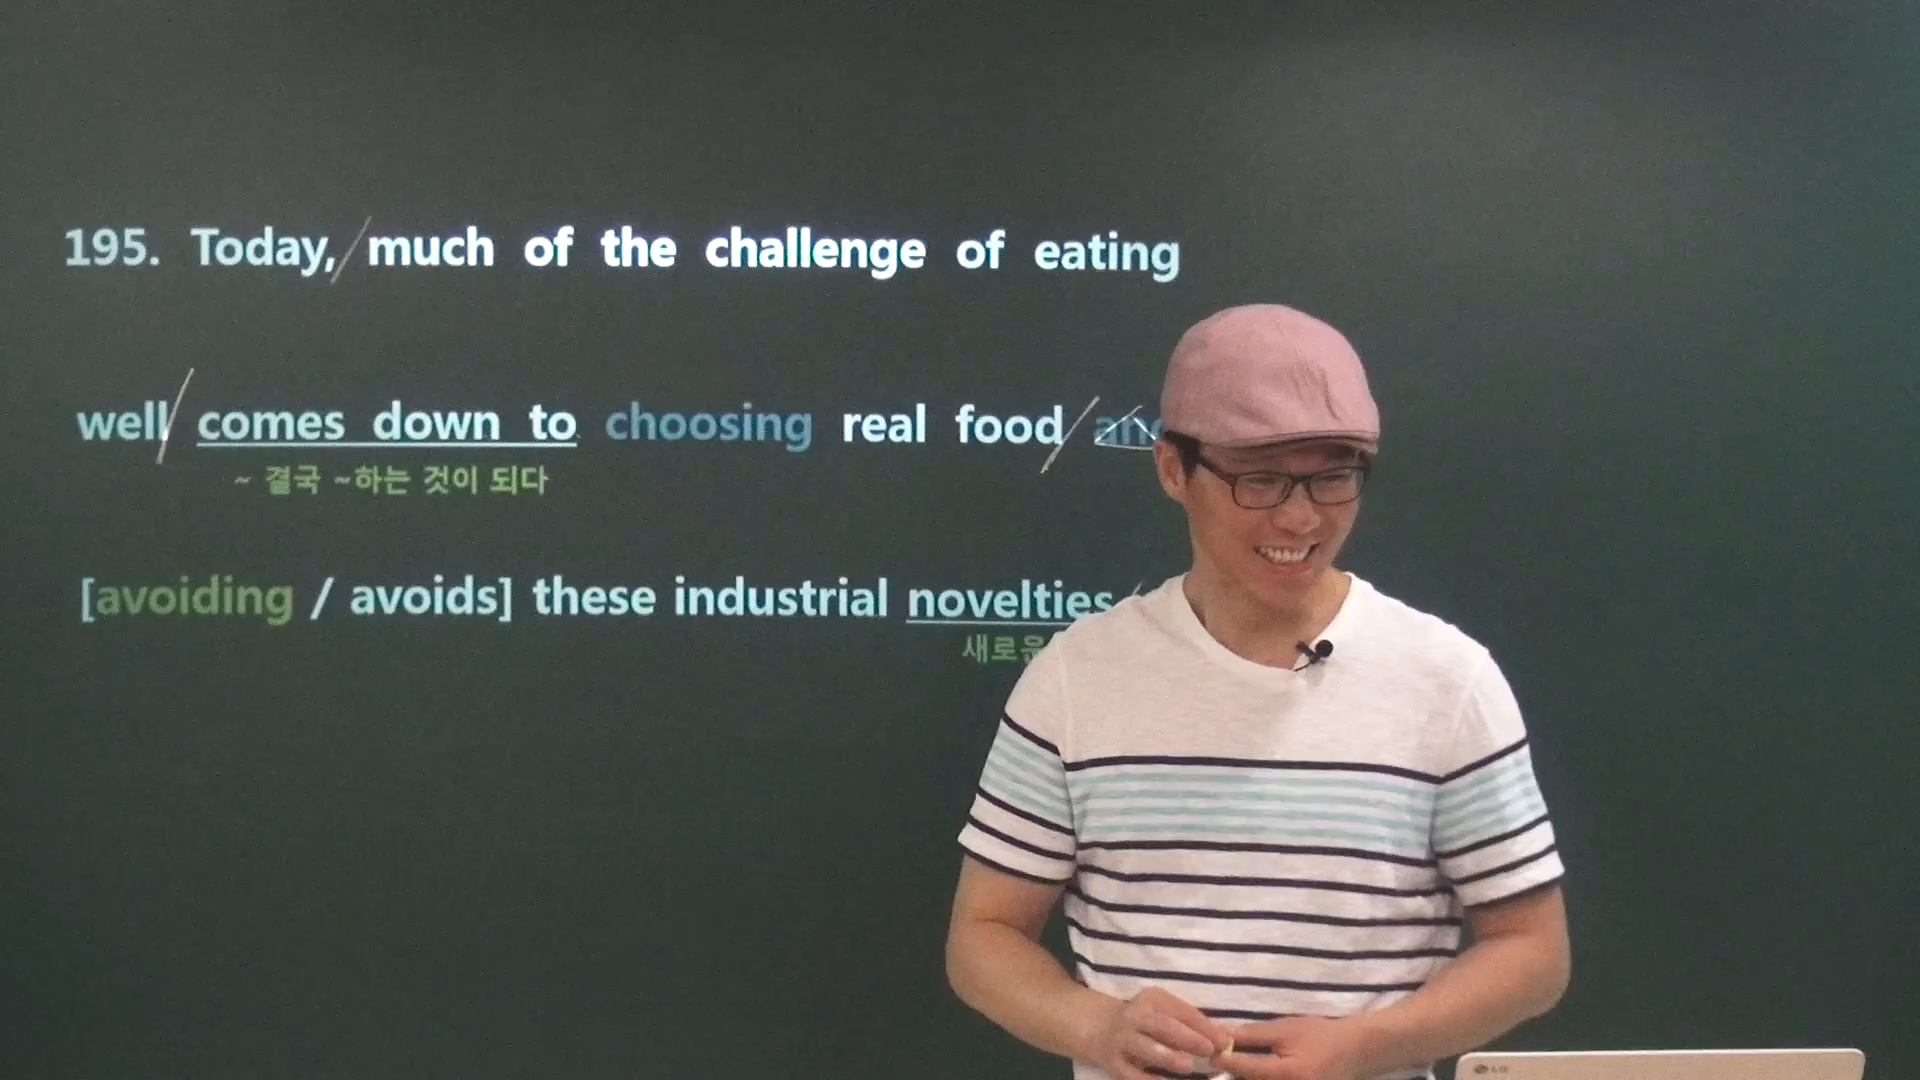 195. Today, much of the challenge of eating
well comes down to choosing real food
~ 결국 ~하는 것이 되다
[avoiding / avoids] these industrial novelties
LG